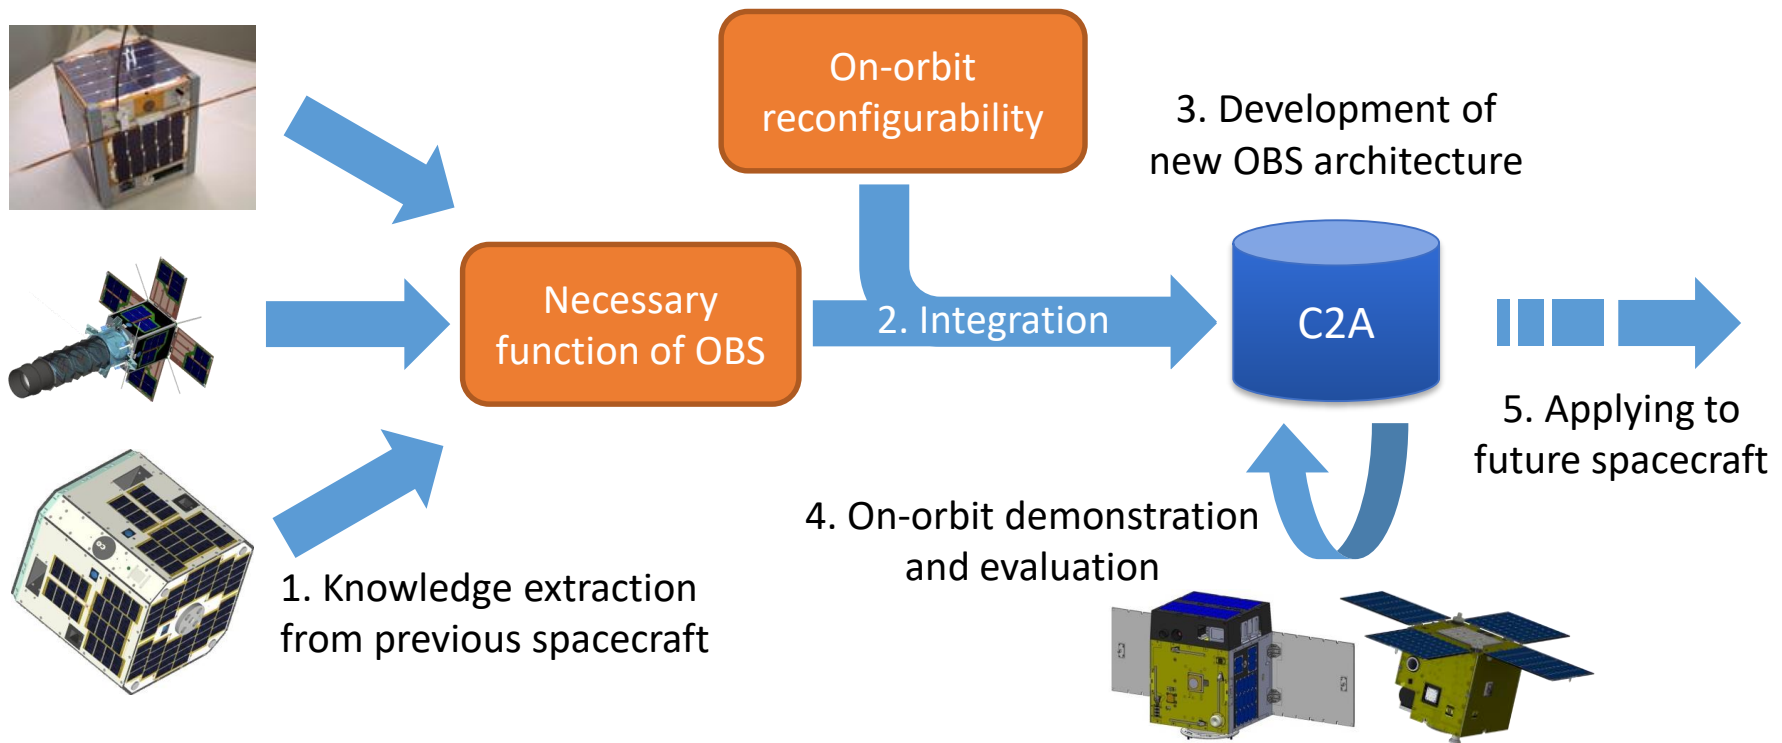 On-orbit
reconfigurability
3. Development of
new OBS architecture
Necessary
function of OBS
2. Integration
C2A
5. Applying to
future spacecraft
4. On-orbit demonstration
and evaluation
1. Knowledge extraction
from previous spacecraft